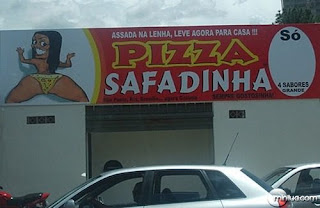 ASSADA NA LENHA, LEVE AGORA PARA CASA !!!
PIZZA
SAFADINHA
Só
4 SABORES
GRANDE